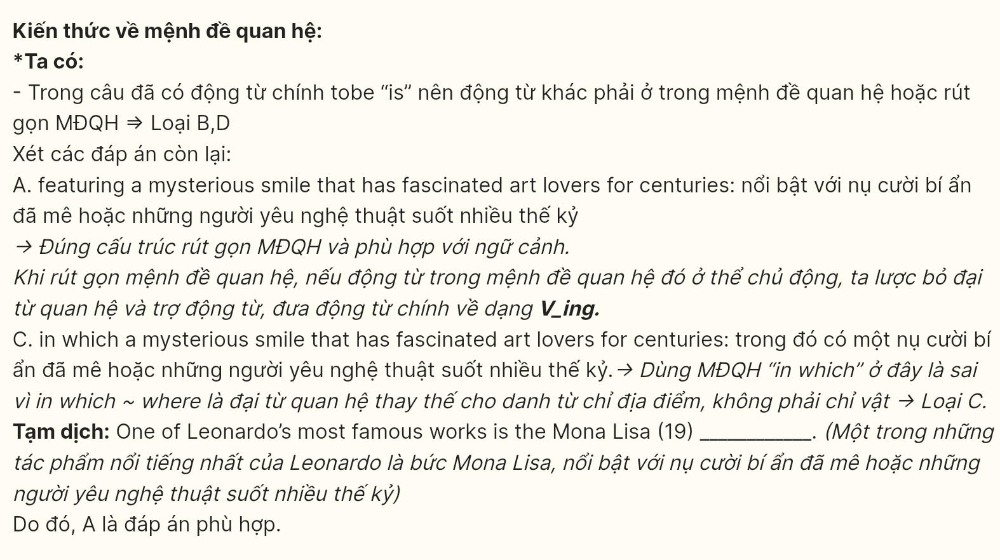 Kiến thức về mệnh đề quan hệ:
*Ta có:
- Trong câu đã có động từ chính tobe “is” nên động từ khác phải ở trong mệnh đề quan hệ hoặc rút
gọn MĐQH ⇒ Loại B,D
Xét các đáp án còn lại:
A. featuring a mysterious smile that has fascinated art lovers for centuries: nổi bật với nụ cười bí ẩn
đã mê hoặc những người yêu nghệ thuật suốt nhiều thế kỷ
→ Đúng cấu trúc rút gọn MĐQH và phù hợp với ngữ cảnh.
Khi rút gọn mệnh đề quan hệ, nếu động từ trong mệnh đề quan hệ đó ở thể chủ động, ta lược bỏ đại
từ quan hệ và trợ động từ, đưa động từ chính về dạng V_ing.
C. in which a mysterious smile that has fascinated art lovers for centuries: trong đó có một nụ cười bí
ẩn đã mê hoặc những người yêu nghệ thuật suốt nhiều thế kỷ.→ Dùng MĐQH “in which” ở đây là sai
vì in which ~ where là đại từ quan hệ thay thế cho danh từ chỉ địa điểm, không phải chỉ vật → Loại C.
Tạm dịch: One of Leonardo’s most famous works is the Mona Lisa (19) ____________. (Một trong những
tác phẩm nổi tiếng nhất của Leonardo là bức Mona Lisa, nổi bật với nụ cười bí ẩn đã mê hoặc những
người yêu nghệ thuật suốt nhiều thế kỷ)
Do đó, A là đáp án phù hợp.